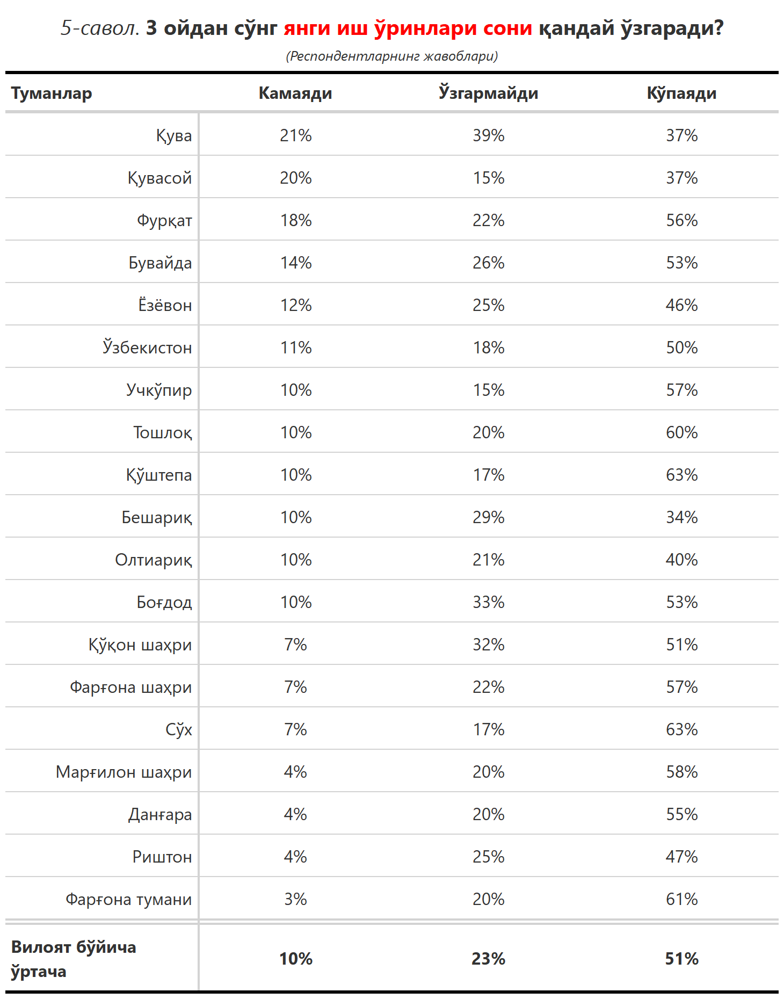 5-савол. 3 ойдан сўнг янги иш ўринлари сони қандай ўзгаради?
(Респондентларнинг жавоблари)
Туманлар Камаяди Ўзгармайди Кўпаяди
Қува 21% 39% 37%
Қувасой 20% 15% 37%
Фурқат 18% 22% 56%
Бувайда 14% 26% 53%
Ёзёвон 12% 25% 46%
Ўзбекистон 11% 18% 50%
Учкўпир 10% 15% 57%
Тошлоқ 10% 20% 60%
Қўштепа 10% 17% 63%
Бешариқ 10% 29% 34%
Олтиариқ 10% 21% 40%
Боғдод 10% 33% 53%
Қўқон шаҳри 7% 32% 51%
Фарғона шаҳри 7% 22% 57%
Сўх 7% 17% 63%
Марғилон шаҳри 4% 20% 58%
Данғара 4% 20% 55%
Риштон 4% 25% 47%
Фарғона тумани 3% 20% 61%
Вилоят бўйича
ўртача 10% 23% 51%